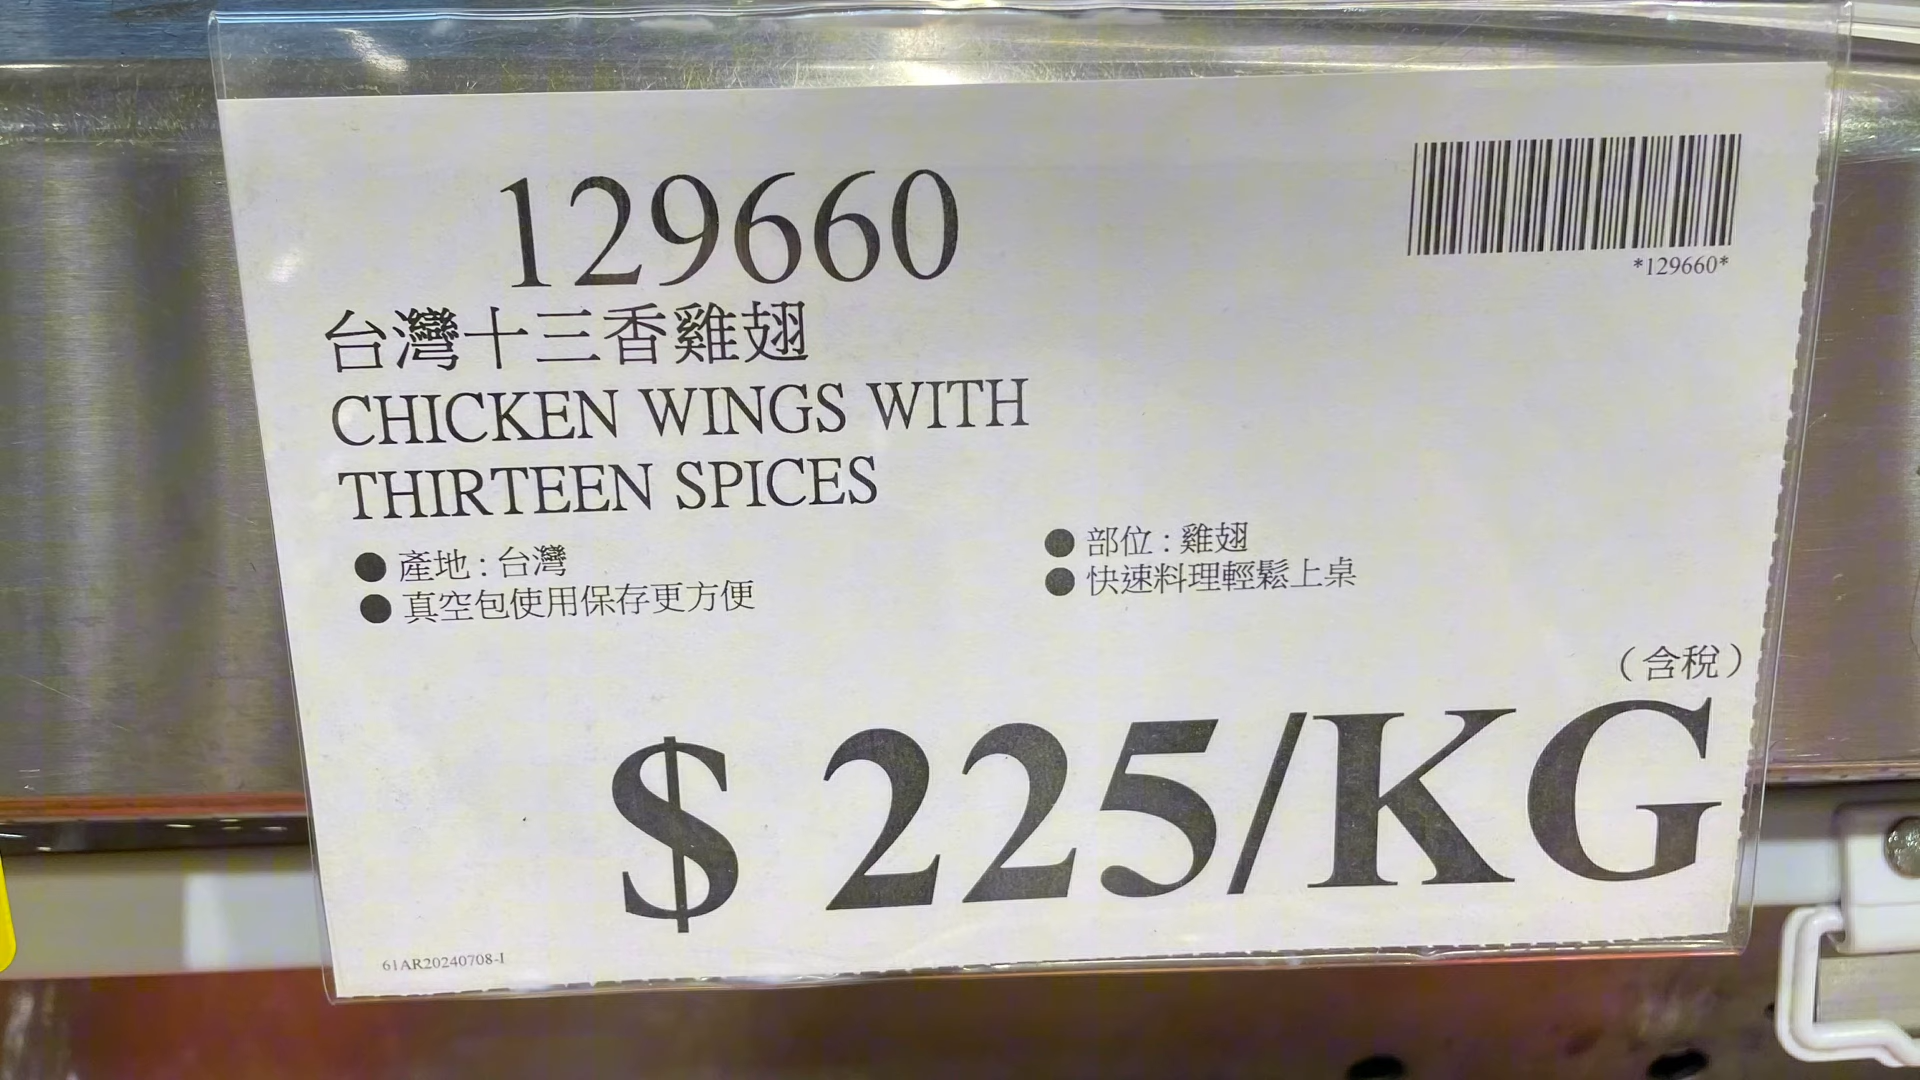 129660
*129660*
台灣十三香雞翅
CHICKEN WINGS WITH
THIRTEEN SPICES
● 產地 : 台灣
● 真空包使用保存更方便
● 部位 : 雞翅
● 快速料理輕鬆上桌
（含稅）
$ 225/KG
61AR20240708-I